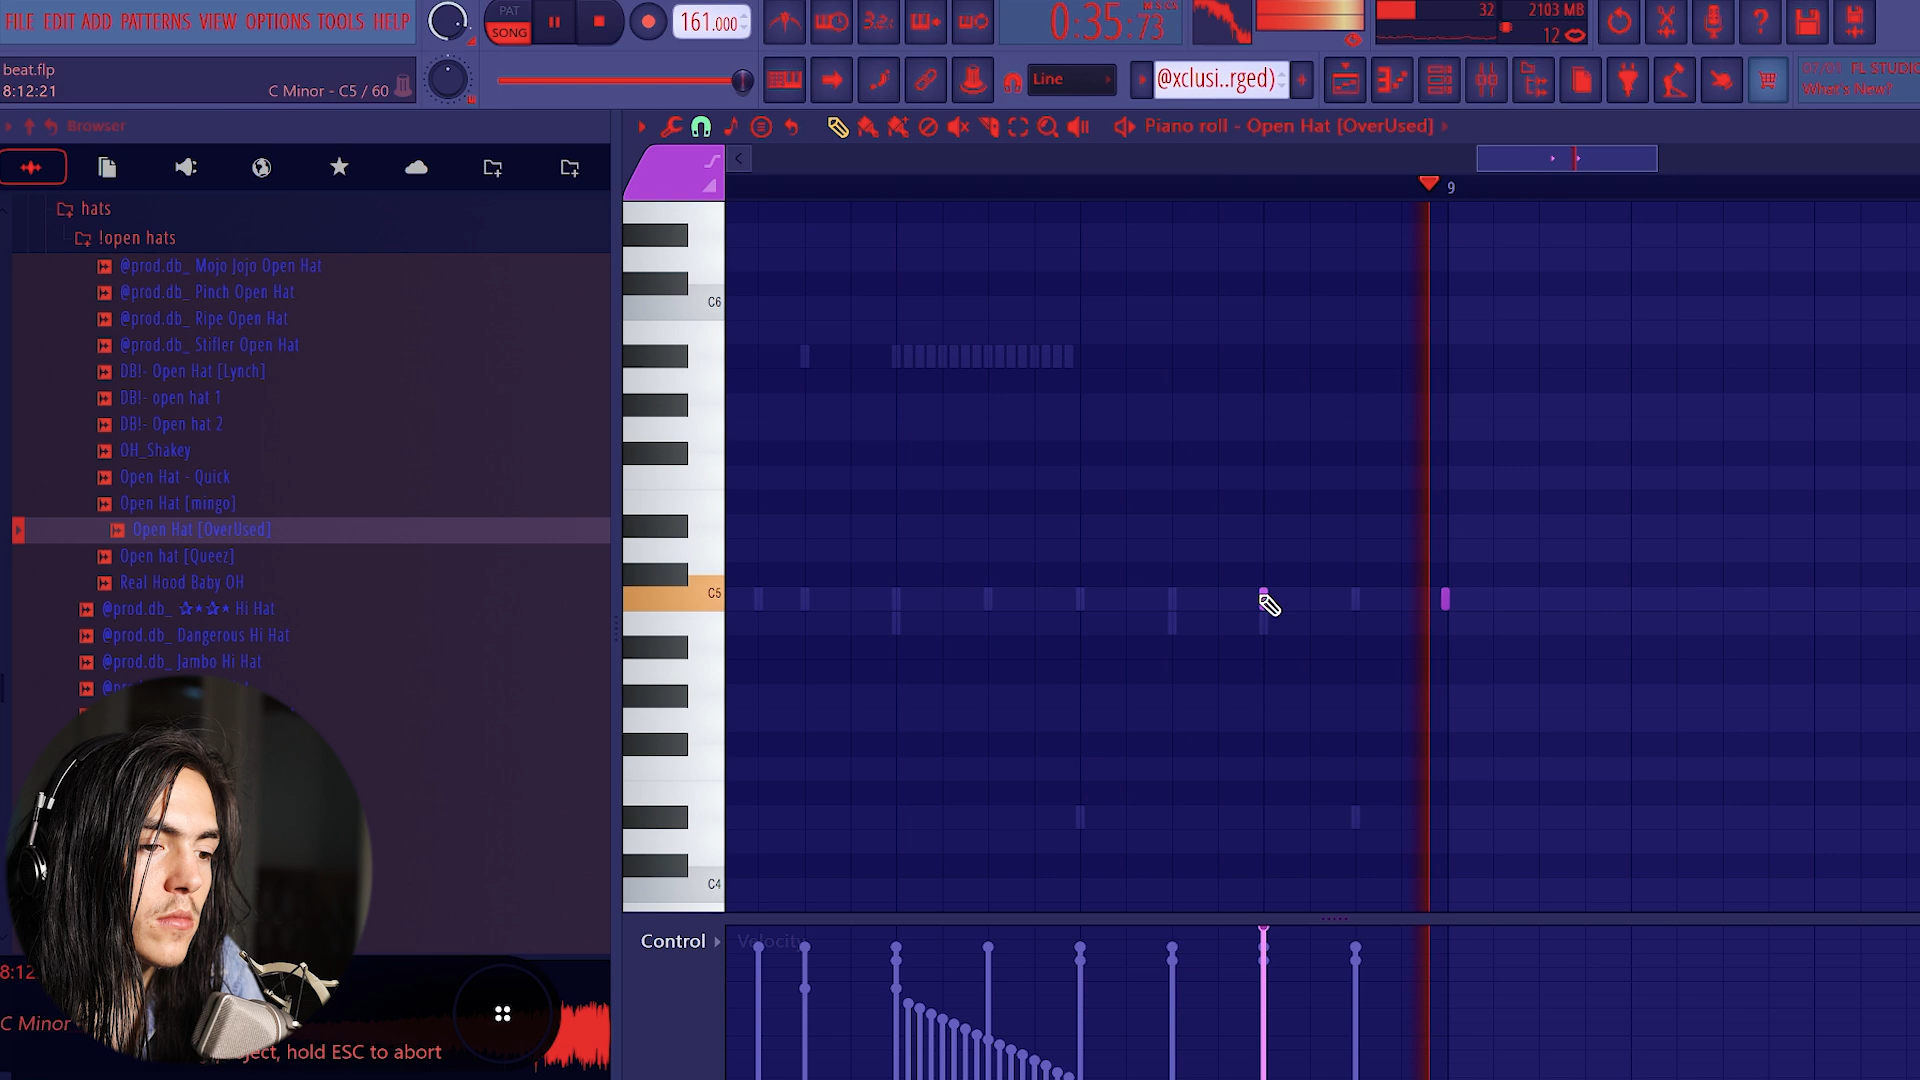 FILE EDIT ADD PATTERNS VIEW OPTIONS TOOLS HELP
PAT
SONG
161.000
3.2.
M:S:CS
0:35:73
32
2103 MB
12
beat.flp
8:12:21
C Minor - C5 / 60
Line
@xclusi..rged)
07/01 FL STUDIO
What's New?
Browser
Piano roll - Open Hat [OverUsed]
hats
!open hats
@prod.db_ Mojo Jojo Open Hat
@prod.db_ Pinch Open Hat
@prod.db_ Ripe Open Hat
@prod.db_ Stifler Open Hat
DB!- Open Hat [Lynch]
DB!- open hat 1
DB!- Open hat 2
OH_Shakey
Open Hat - Quick
Open Hat [mingo]
Open Hat [OverUsed]
Open hat [Queez]
Real Hood Baby OH
@prod.db_ ✰★✰★ Hi Hat
@prod.db_ Dangerous Hi Hat
@prod.db_ Jambo Hi Hat
9
C6
C5
C4
Control
Velocity
8:12
C Minor
ject, hold ESC to abort